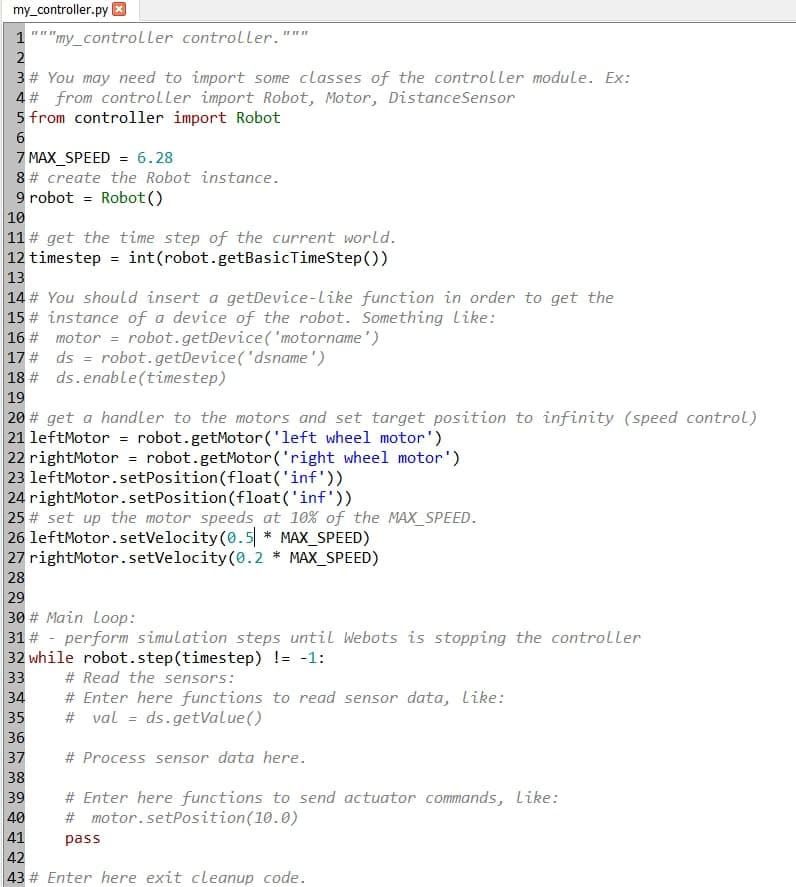 my_controller.py
1 """my_controller controller."""
2
3 # You may need to import some classes of the controller module. Ex:
4 #  from controller import Robot, Motor, DistanceSensor
5 from controller import Robot
6
7 MAX_SPEED = 6.28
8 # create the Robot instance.
9 robot = Robot()
10
11 # get the time step of the current world.
12 timestep = int(robot.getBasicTimeStep())
13
14 # You should insert a getDevice-like function in order to get the
15 # instance of a device of the robot. Something like:
16 #  motor = robot.getDevice('motorname')
17 #  ds = robot.getDevice('dsname')
18 #  ds.enable(timestep)
19
20 # get a handler to the motors and set target position to infinity (speed control)
21 leftMotor = robot.getMotor('left wheel motor')
22 rightMotor = robot.getMotor('right wheel motor')
23 leftMotor.setPosition(float('inf'))
24 rightMotor.setPosition(float('inf'))
25 # set up the motor speeds at 10% of the MAX_SPEED.
26 leftMotor.setVelocity(0.5 * MAX_SPEED)
27 rightMotor.setVelocity(0.2 * MAX_SPEED)
28
29
30 # Main loop:
31 # - perform simulation steps until Webots is stopping the controller
32 while robot.step(timestep) != -1:
33     # Read the sensors:
34     # Enter here functions to read sensor data, like:
35     #  val = ds.getValue()
36
37     # Process sensor data here.
38
39     # Enter here functions to send actuator commands, like:
40     #  motor.setPosition(10.0)
41     pass
42
43 # Enter here exit cleanup code.